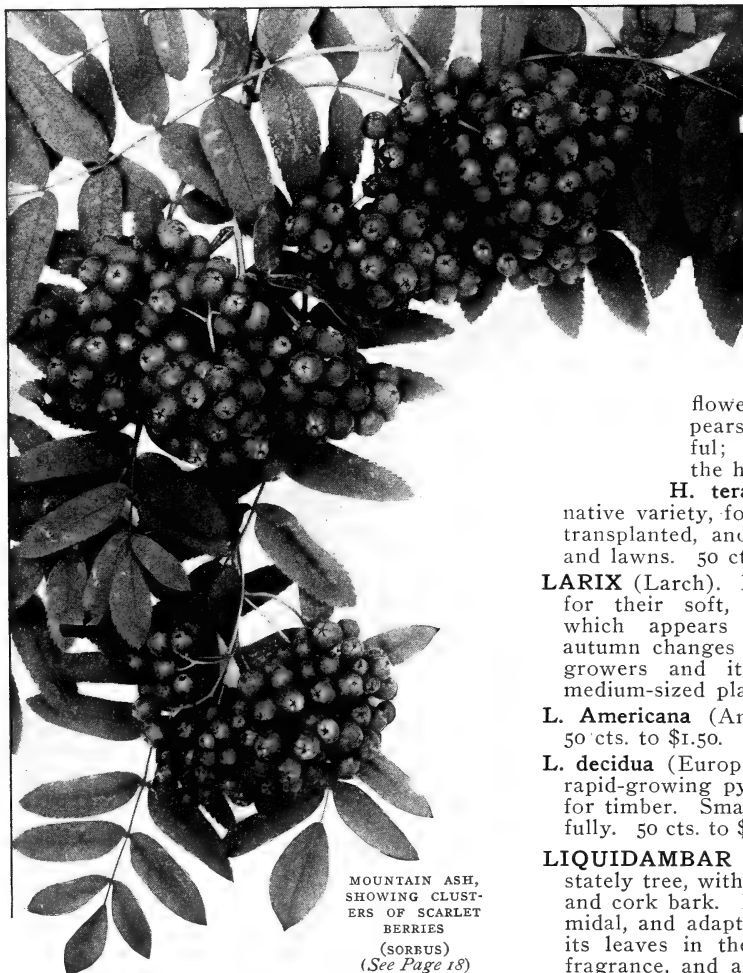 flowe
pears
ful;
the h
H. tera
native variety, fo
transplanted, and
and lawns. 50 ct
LARIX (Larch).
for their soft,
which appears
autumn changes
growers and it
medium-sized pla
L. Americana (Am
50 cts. to $1.50.
L. decidua (Europ
rapid-growing py
for timber. Sma
fully. 50 cts. to $
LIQUIDAMBAR
stately tree, with
and cork bark.
midal, and adapt
its leaves in the
fragrance, and a
MOUNTAIN ASH,
SHOWING CLUST-
ERS OF SCARLET
BERRIES
(SORBUS)
(See Page 18)